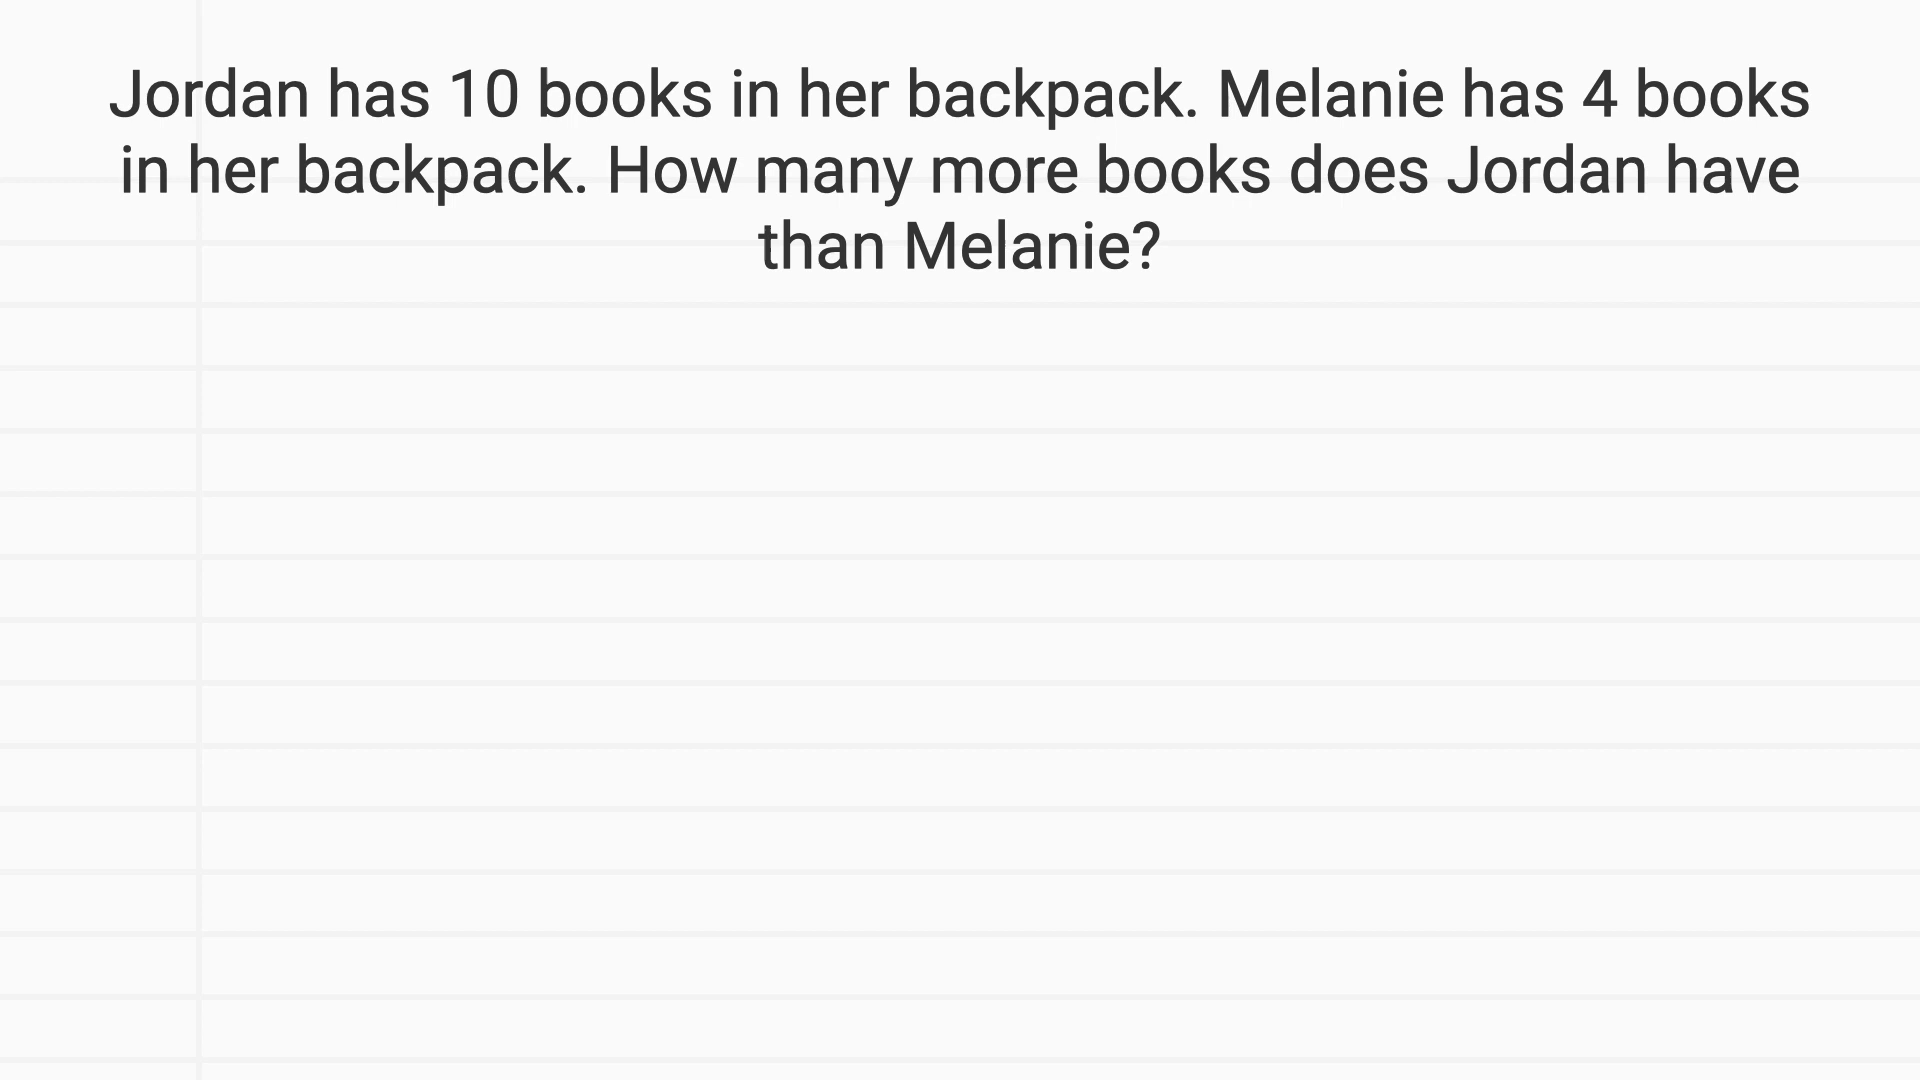 Jordan has 10 books in her backpack. Melanie has 4 books
in her backpack. How many more books does Jordan have
than Melanie?